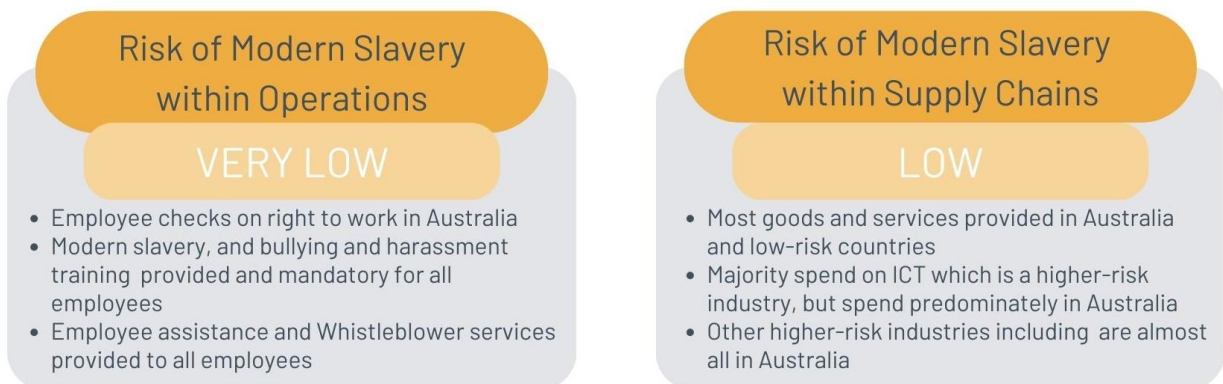 Risk of Modern Slavery
within Operations
VERY LOW
• Employee checks on right to work in Australia
• Modern slavery, and bullying and harassment
training provided and mandatory for all
employees
• Employee assistance and Whistleblower services
provided to all employees
Risk of Modern Slavery
within Supply Chains
LOW
• Most goods and services provided in Australia
and low-risk countries
• Majority spend on ICT which is a higher-risk
industry, but spend predominately in Australia
• Other higher-risk industries including are almost
all in Australia